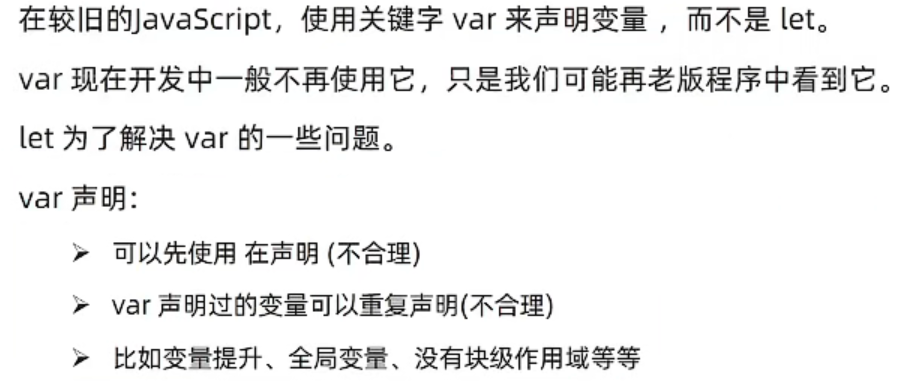 在较旧的JavaScript，使用关键字 var 来声明变量 ，而不是 let。
var 现在开发中一般不再使用它，只是我们可能再老版程序中看到它。
let 为了解决 var 的一些问题。
var 声明：
➢ 可以先使用 在声明 (不合理)
➢ var 声明过的变量可以重复声明(不合理)
➢ 比如变量提升、全局变量、没有块级作用域等等